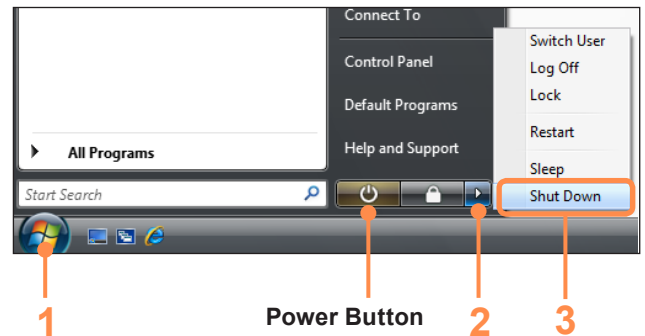 Connect To
Control Panel
Default Programs
Help and Support
All Programs
Start Search
Switch User
Log Off
Lock
Restart
Sleep
Shut Down
1
Power Button
2
3